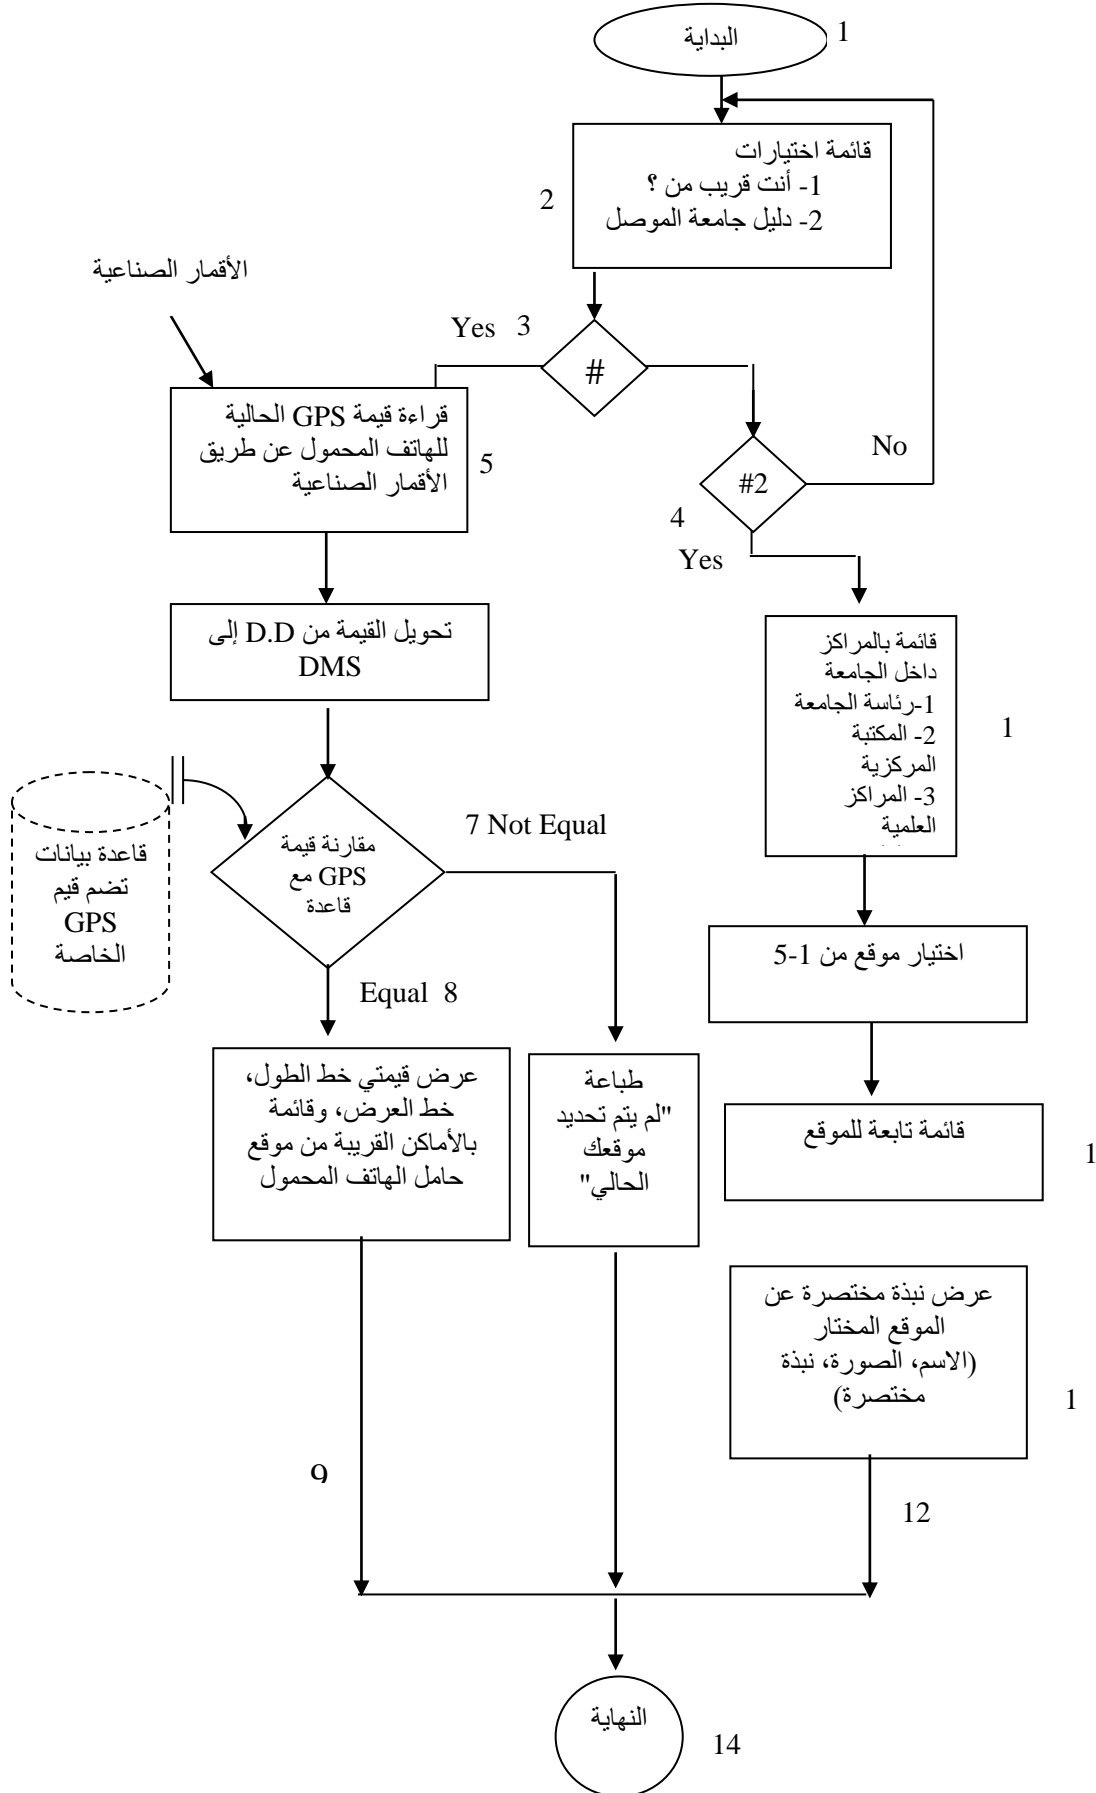 البداية
1
قائمة اختيارات
1- أنت قريب من ؟
2- دليل جامعة الموصل
2
الأقمار الصناعية
Yes 3
#
No
#2
4
Yes
قراءة قيمة GPS الحالية
للهاتف المحمول عن طريق
الأقمار الصناعية
5
تحويل القيمة من D.D إلى
DMS
قائمة بالمراكز
داخل الجامعة
1-رئاسة الجامعة
2- المكتبة
المركزية
3- المراكز
العلمية
1
قاعدة بيانات
تضم قيم
GPS
الخاصة
مقارنة قيمة
GPS مع
قاعدة
7 Not Equal
Equal 8
اختيار موقع من 1-5
عرض قيمتي خط الطول،
خط العرض، وقائمة
بالأماكن القريبة من موقع
حامل الهاتف المحمول
طباعة
"لم يتم تحديد
موقعك
الحالي"
قائمة تابعة للموقع
1
عرض نبذة مختصرة عن
الموقع المختار
(الاسم، الصورة، نبذة
مختصرة)
1
9
12
النهاية
14